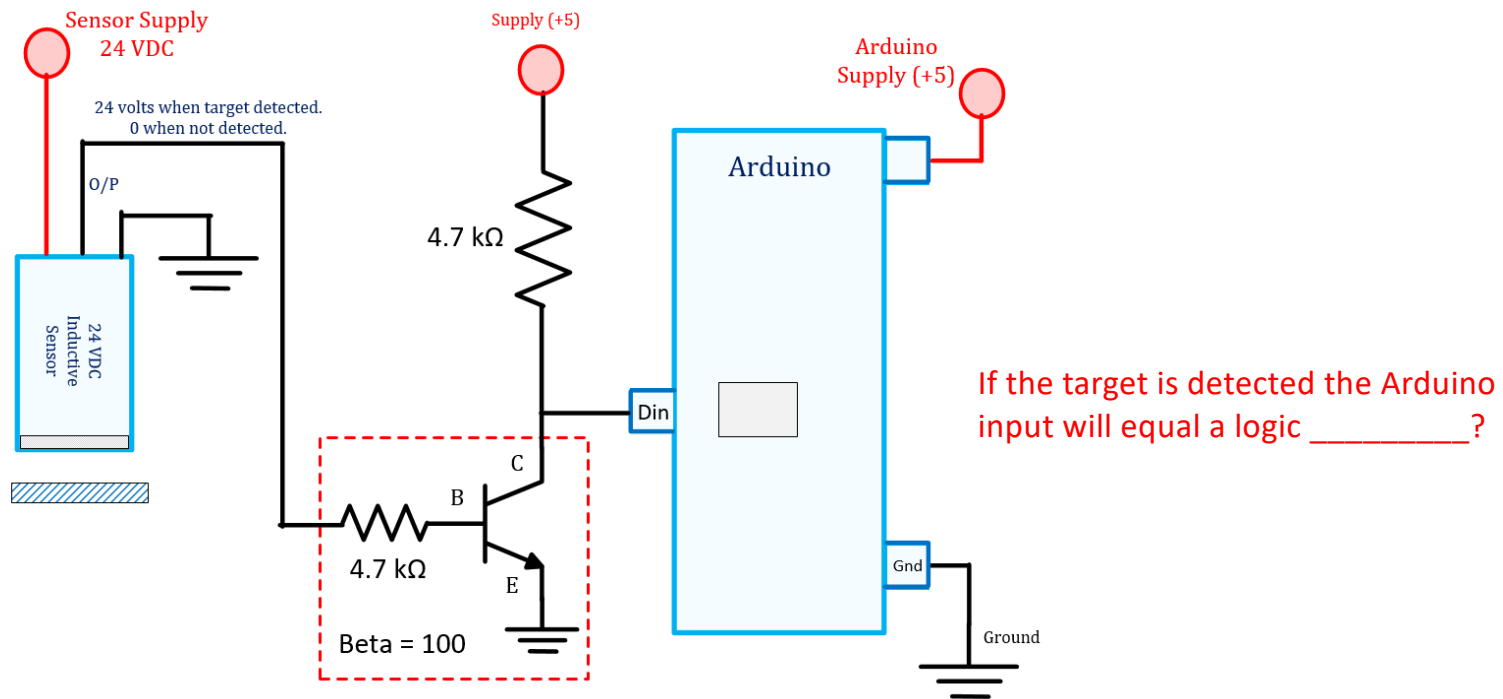 Sensor Supply
24 VDC
Supply (+5)
Arduino
Supply (+5)
24 volts when target detected.
0 when not detected.
O/P
Arduino
4.7 kΩ
24 VDC
Inductive
Sensor
Din
If the target is detected the Arduino
input will equal a logic _________?
C
B
4.7 kΩ
E
Gnd
Beta = 100
Ground